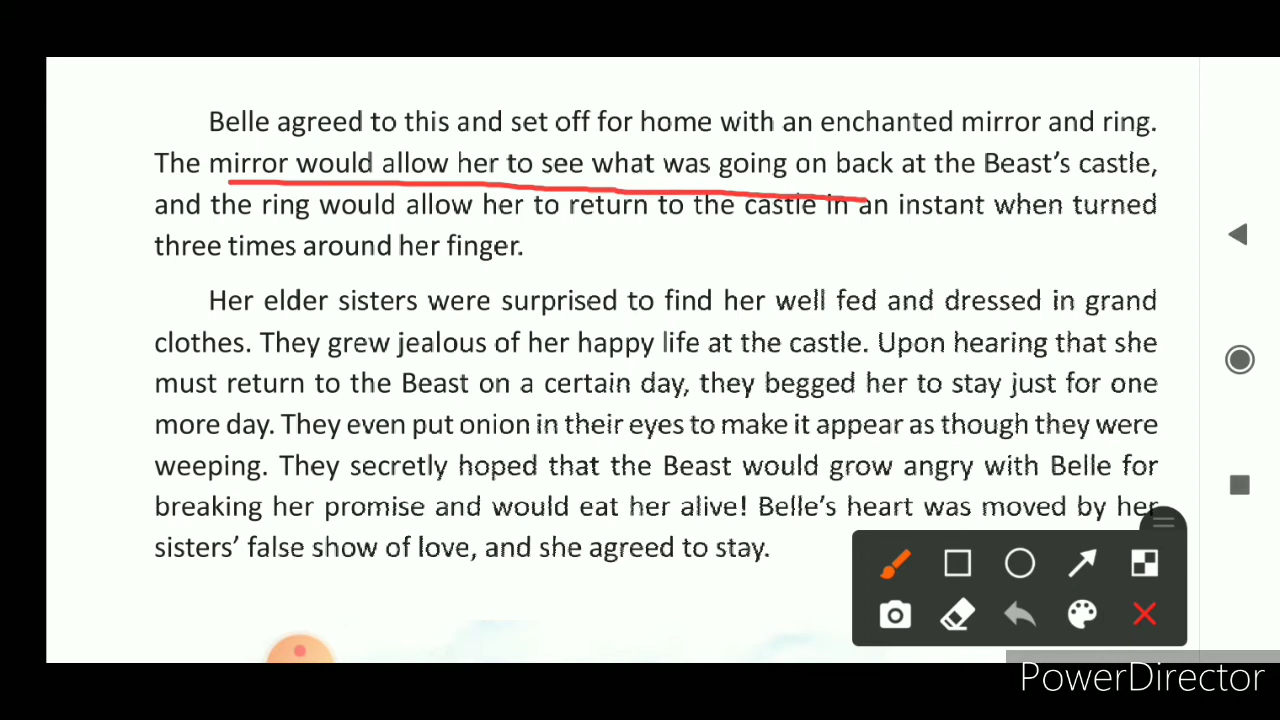 Belle agreed to this and set off for home with an enchanted mirror and ring.
The mirror would allow her to see what was going on back at the Beast's castle,
and the ring would allow her to return to the castle in an instant when turned
three times around her finger.
Her elder sisters were surprised to find her well fed and dressed in grand
clothes. They grew jealous of her happy life at the castle. Upon hearing that she
must return to the Beast on a certain day, they begged her to stay just for one
more day. They even put onion in their eyes to make it appear as though they were
weeping. They secretly hoped that the Beast would grow angry with Belle for
breaking her promise and would eat her alive! Belle's heart was moved by her
sisters' false show of love, and she agreed to stay.
PowerDirector